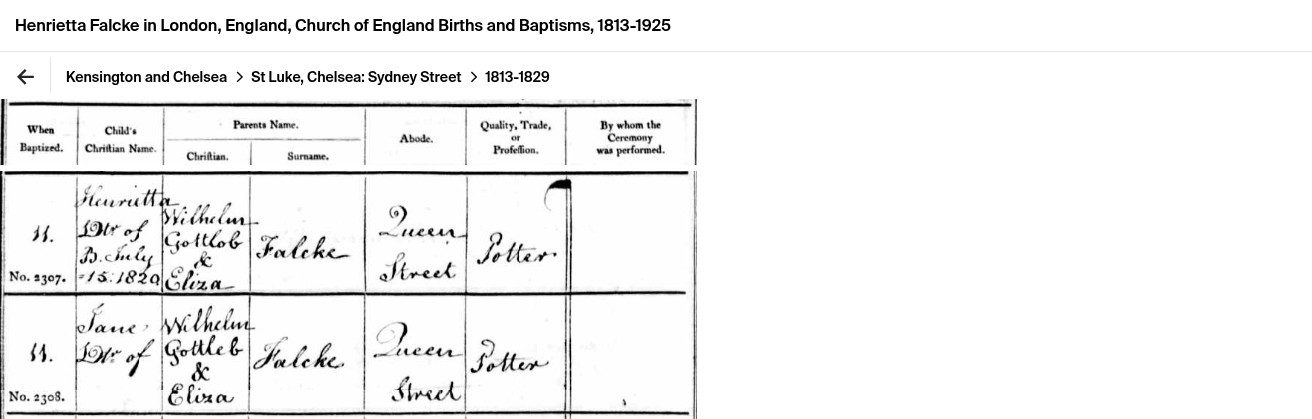 Henrietta Falcke in London, England, Church of England Births and Baptisms, 1813-1925
Kensington and Chelsea > St Luke, Chelsea: Sydney Street > 1813-1829
When Baptized.
Child's Chriſtian Name.
Parents Name.
Chriſtian.
Surname.
Abode.
Quality, Trade, or Profeſſion.
By whom the Ceremony was performed.
11.
No. 2307.
Henrietta
Dtr of
B. July
15: 1820
Wilhelm
Gottlob
&
Eliza
Falcke
Queen
Street
Potter
11.
No. 2308.
Jane
Dtr of
Wilhelm
Gottleb
&
Eliza
Falcke
Queen
Street
Potter